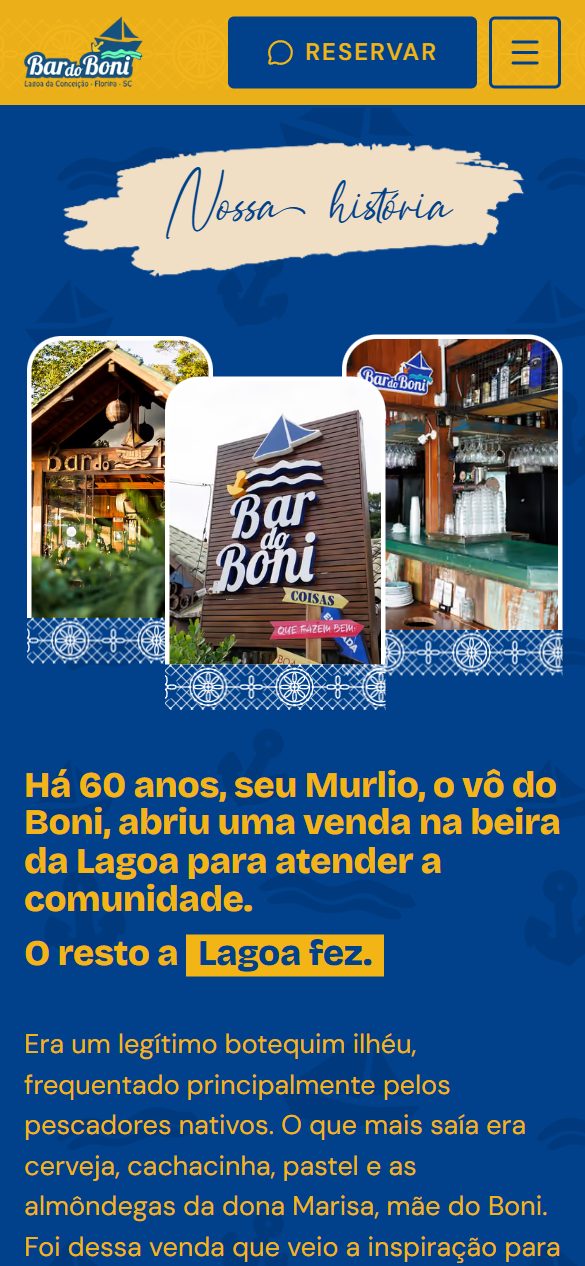 Bar do Boni
Lagoa da Conceição - Floripa - SC
RESERVAR
Nossa história
Bar do
Bar do Boni
Bar
do
Boni
COISAS
QUE FAZEM BEM
BOA
Há 60 anos, seu Murlio, o vô do
Boni, abriu uma venda na beira
da Lagoa para atender a
comunidade.
O resto a Lagoa fez.
Era um legítimo botequim ilhéu,
frequentado principalmente pelos
pescadores nativos. O que mais saía era
cerveja, cachacinha, pastel e as
almôndegas da dona Marisa, mãe do Boni.
Foi dessa venda que veio a inspiração para